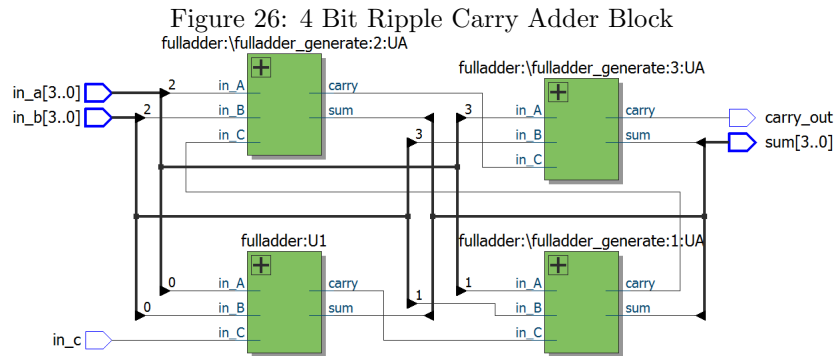 Figure 26: 4 Bit Ripple Carry Adder Block
fulladder:\fulladder_generate:2:UA
fulladder:\fulladder_generate:3:UA
in_a[3..0]
in_b[3..0]
2
2
in_A
in_B
in_C
carry
sum
3
3
in_A
in_B
in_C
carry
sum
carry_out
sum[3..0]
fulladder:U1
fulladder:\fulladder_generate:1:UA
0
0
in_c
in_A
in_B
in_C
carry
sum
1
1
in_A
in_B
in_C
carry
sum